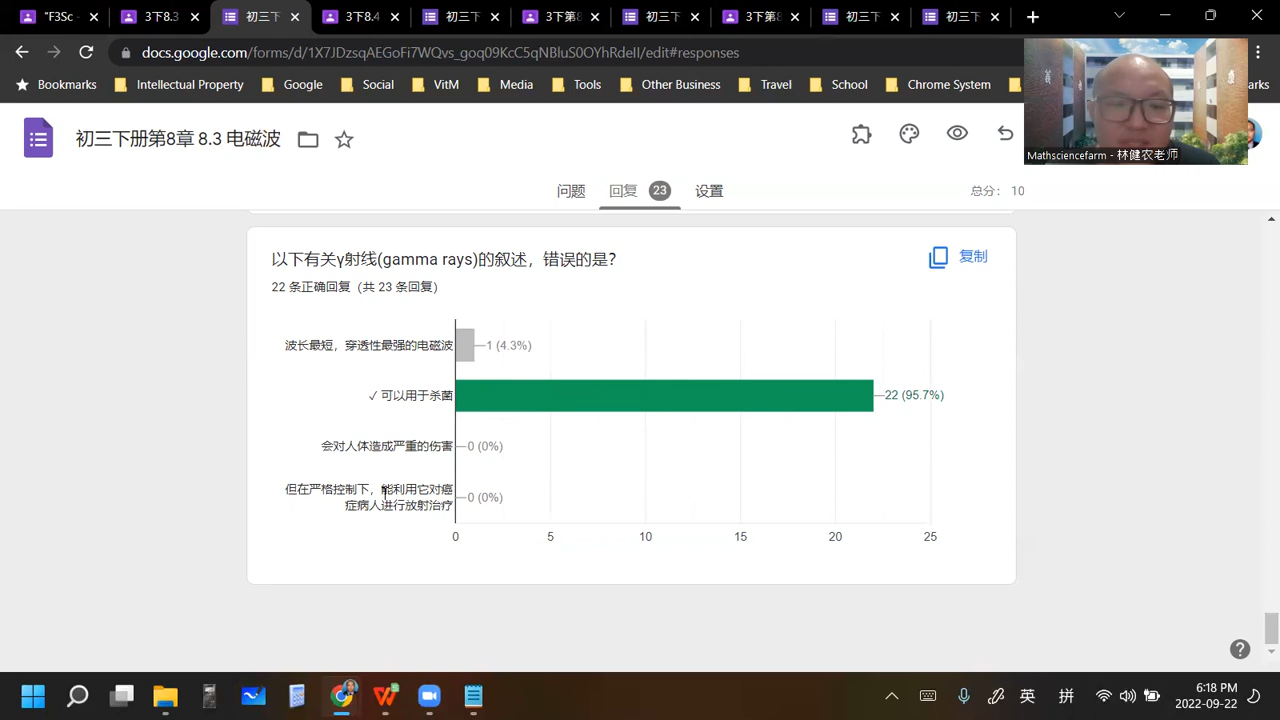 "F3Sc
3下8.3
初三下
3下8.4
初三下
3下第8
初三下
3下第8
初三下
初三下
docs.google.com/forms/d/
/edit#responses
Bookmarks
Intellectual Property
Google
Social
VitM
Media
Tools
Other Business
Travel
School
Chrome System
arks
初三下册第8章 8.3 电磁波
Mathsciencefarm - 林健农老师
问题
回复 23
设置
总分： 10
以下有关γ射线(gamma rays)的叙述，错误的是?
复制
22 条正确回复（共 23 条回复）
波长最短，穿透性最强的电磁波
1 (4.3%)
✓ 可以用于杀菌
22 (95.7%)
会对人体造成严重的伤害
0 (0%)
但在严格控制下，能利用它对癌
症病人进行放射治疗
0 (0%)
0 5 10 15 20 25
英
拼
6:18 PM
2022-09-22